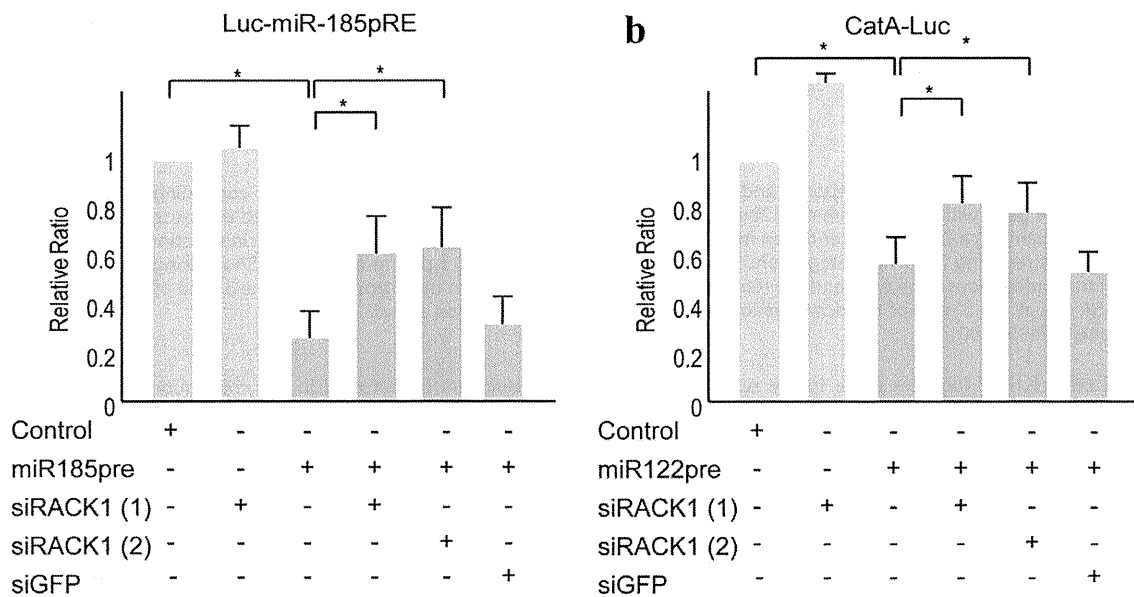 Luc-miR-185pRE
*
*
*
Relative Ratio
1
0.8
0.6
0.4
0.2
0
Control + - - - - -
miR185pre - - + + + +
siRACK1 (1) - + - + - -
siRACK1 (2) - - - - + -
siGFP - - - - - +
b
CatA-Luc
*
*
*
Relative Ratio
1
0.8
0.6
0.4
0.2
0
Control + - - - - -
miR122pre - - + + + +
siRACK1 (1) - + - + - -
siRACK1 (2) - - - - + -
siGFP - - - - - +